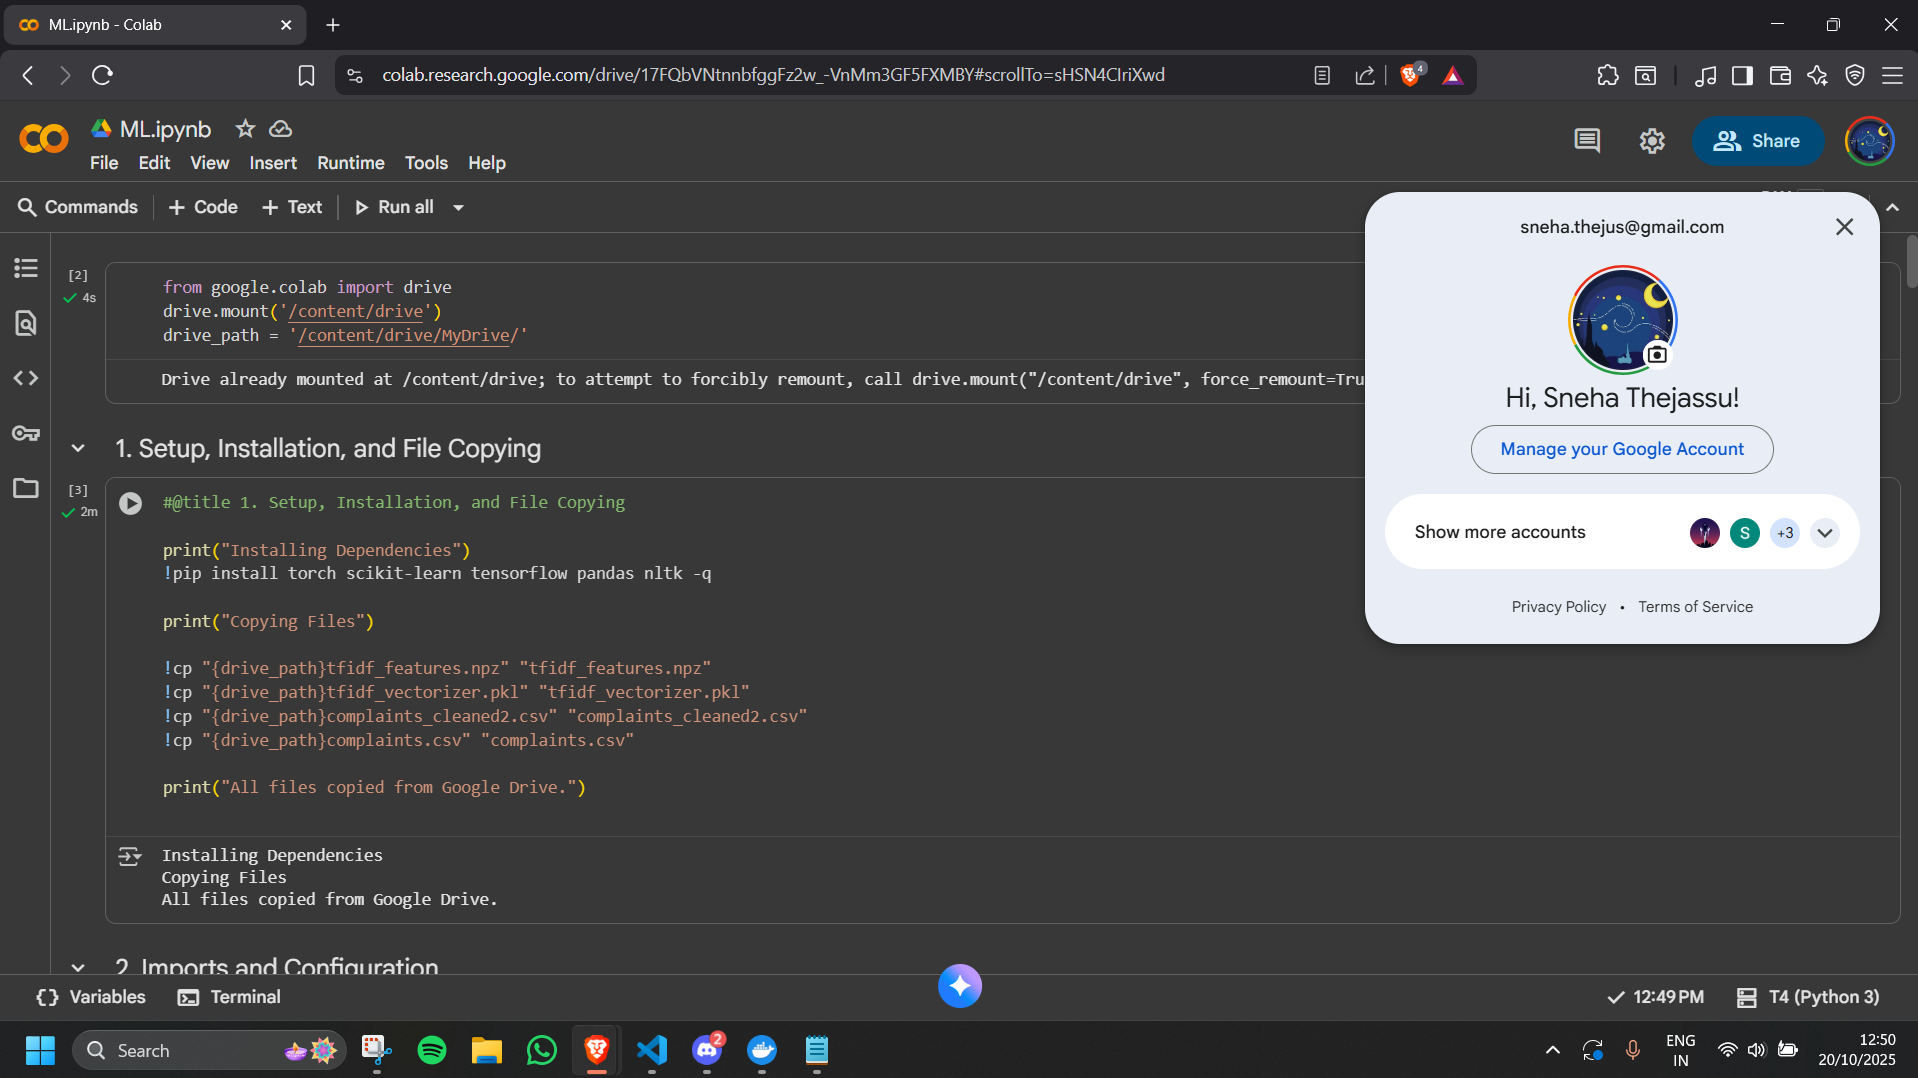 ML.ipynb - Colab
colab.research.google.com/drive/17FQbVNtnnbfggFz2w_-VnMm3GF5FXMBY#scrollTo=sHSN4CIriXwd
4
ML.ipynb
File Edit View Insert Runtime Tools Help
Share
Commands + Code + Text Run all
[2]
4s
from google.colab import drive
drive.mount('/content/drive')
drive_path = '/content/drive/MyDrive/'
Drive already mounted at /content/drive; to attempt to forcibly remount, call drive.mount("/content/drive", force_remount=Tru
1. Setup, Installation, and File Copying
[3]
2m
#@title 1. Setup, Installation, and File Copying
print("Installing Dependencies")
!pip install torch scikit-learn tensorflow pandas nltk -q
print("Copying Files")
!cp "{drive_path}tfidf_features.npz" "tfidf_features.npz"
!cp "{drive_path}tfidf_vectorizer.pkl" "tfidf_vectorizer.pkl"
!cp "{drive_path}complaints_cleaned2.csv" "complaints_cleaned2.csv"
!cp "{drive_path}complaints.csv" "complaints.csv"
print("All files copied from Google Drive.")
Installing Dependencies
Copying Files
All files copied from Google Drive.
2. Imports and Configuration
sneha.thejus@gmail.com
Hi, Sneha Thejassu!
Manage your Google Account
Show more accounts
S
+3
Privacy Policy • Terms of Service
{} Variables Terminal
12:49 PM T4 (Python 3)
Search
2
ENG
IN
12:50
20/10/2025